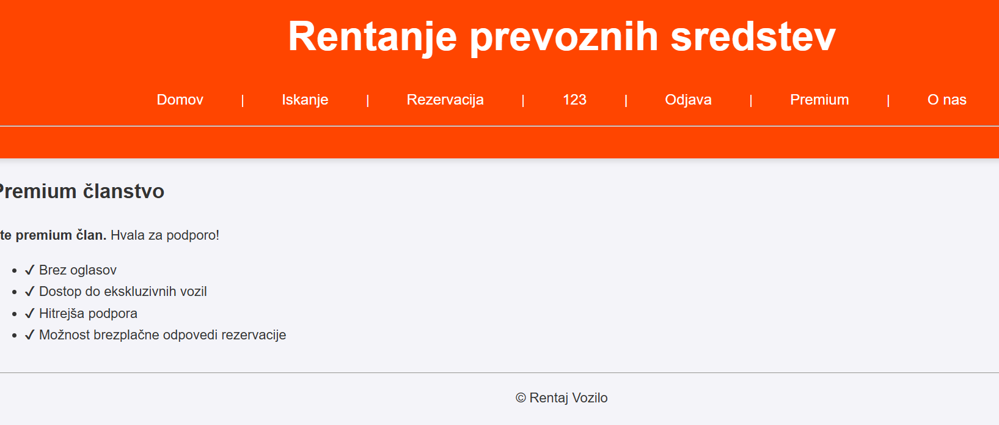 Rentanje prevoznih sredstev
Domov | Iskanje | Rezervacija | 123 | Odjava | Premium | O nas
Premium članstvo
te premium član. Hvala za podporo!
• ✓ Brez oglasov
• ✓ Dostop do ekskluzivnih vozil
• ✓ Hitrejša podpora
• ✓ Možnost brezplačne odpovedi rezervacije
© Rentaj Vozilo